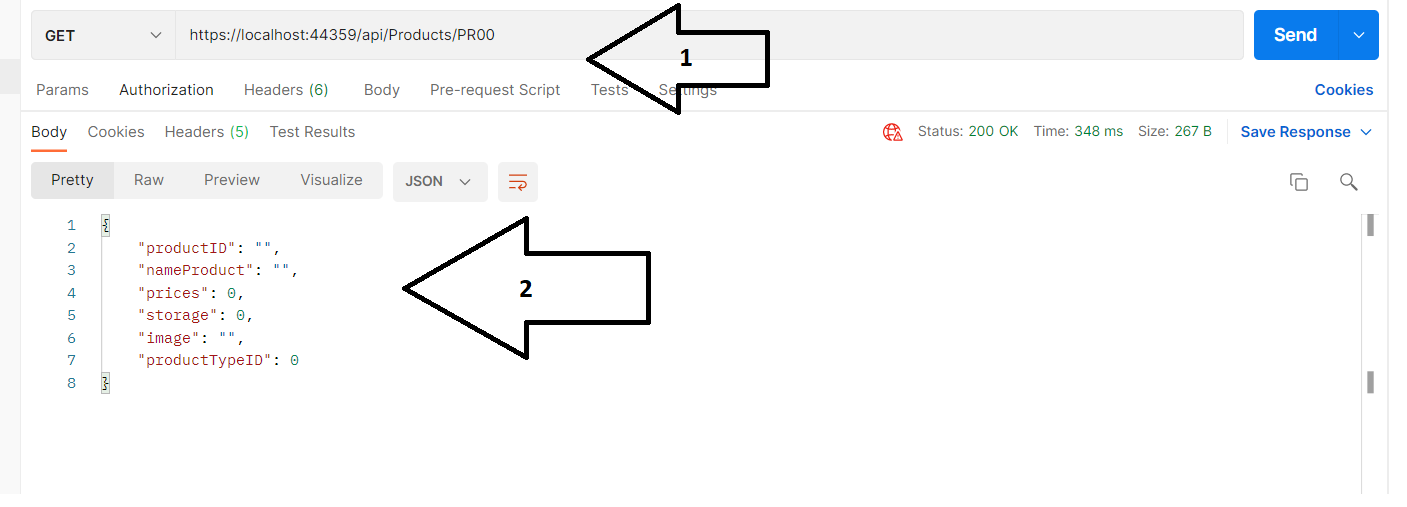 GET https://localhost:44359/api/Products/PR00 Send
1
Params Authorization Headers (6) Body Pre-request Script Tests Settings Cookies
Body Cookies Headers (5) Test Results Status: 200 OK Time: 348 ms Size: 267 B Save Response
Pretty Raw Preview Visualize JSON
1 {
2 "productID": "",
3 "nameProduct": "",
4 "prices": 0,
2
5 "storage": 0,
6 "image": "",
7 "productTypeID": 0
8 }